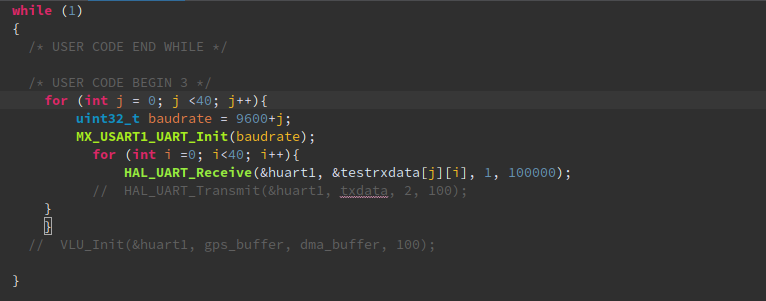 while (1)
{
/* USER CODE END WHILE */
/* USER CODE BEGIN 3 */
for (int j = 0; j <40; j++){
uint32_t baudrate = 9600+j;
MX_USART1_UART_Init(baudrate);
for (int i =0; i<40; i++){
HAL_UART_Receive(&huart1, &testrxdata[j][i], 1, 100000);
// HAL_UART_Transmit(&huart1, txdata, 2, 100);
}
}
// VLU_Init(&huart1, gps_buffer, dma_buffer, 100);
}